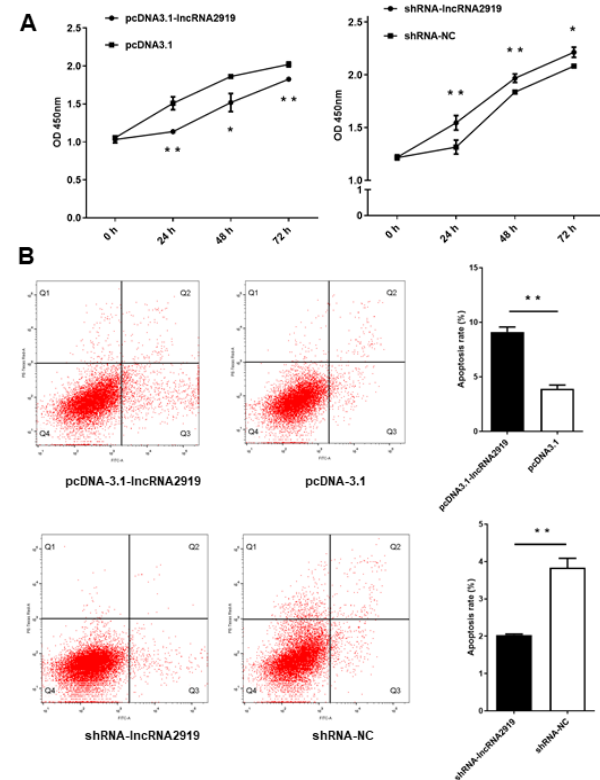 A
pcDNA3.1-lncRNA2919
pcDNA3.1
OD 450nm
2.5
2.0
1.5
1.0
0.5
0.0
* *
*
* *
0 h
24 h
48 h
72 h
shRNA-lncRNA2919
shRNA-NC
OD 450nm
2.5
2.0
1.5
1.0
1
0
* *
* *
*
0 h
24 h
48 h
72 h
B
Q1
Q2
Q4
Q3
FITC-A
pcDNA-3.1-lncRNA2919
Q1
Q2
Q4
Q3
FITC-A
pcDNA-3.1
Apoptosis rate (%)
15
10
5
0
* *
pcDNA3.1-lncRNA2919
pcDNA3.1
Q1
Q2
Q4
Q3
FITC-A
shRNA-lncRNA2919
Q1
Q2
Q4
Q3
FITC-A
shRNA-NC
Apoptosis rate (%)
5
4
3
2
1
0
* *
shRNA-lncRNA2919
shRNA-NC